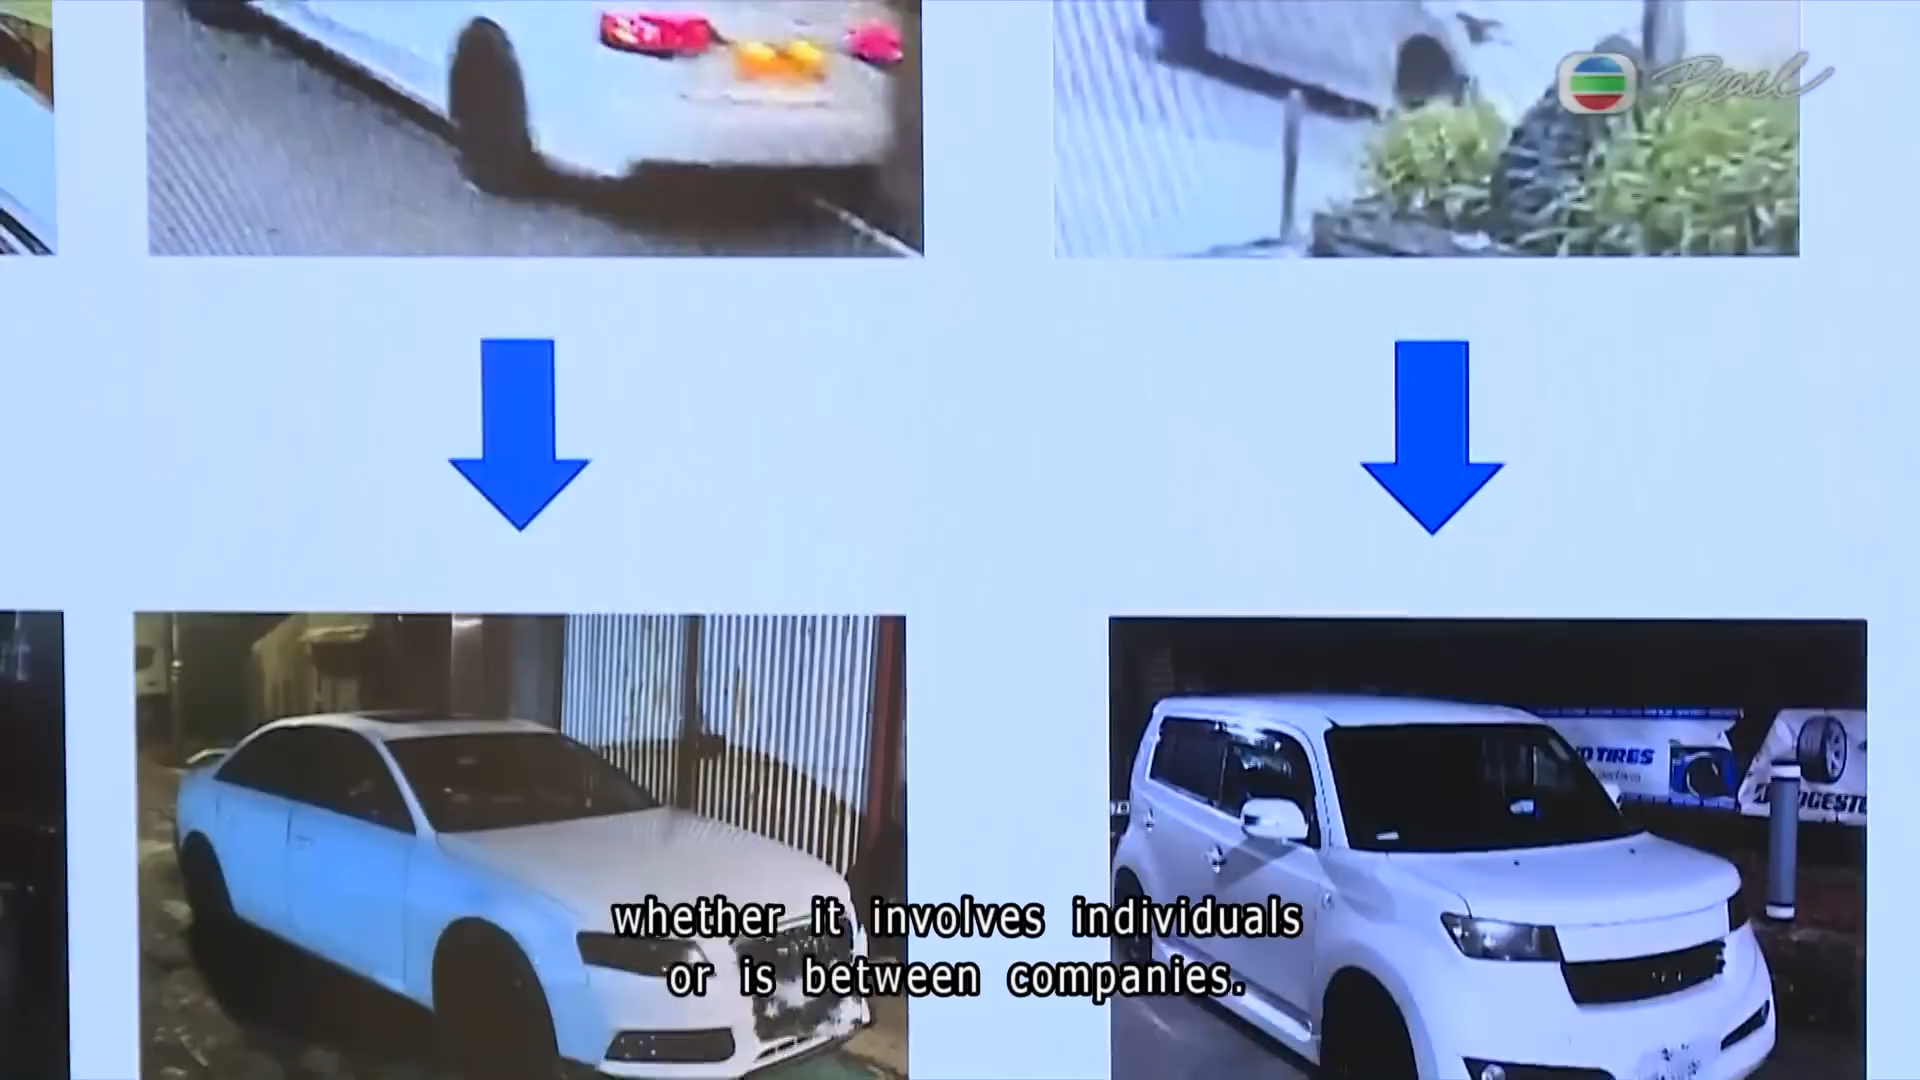 Pearl
D TIRES
whether it involves individuals
or is between companies.